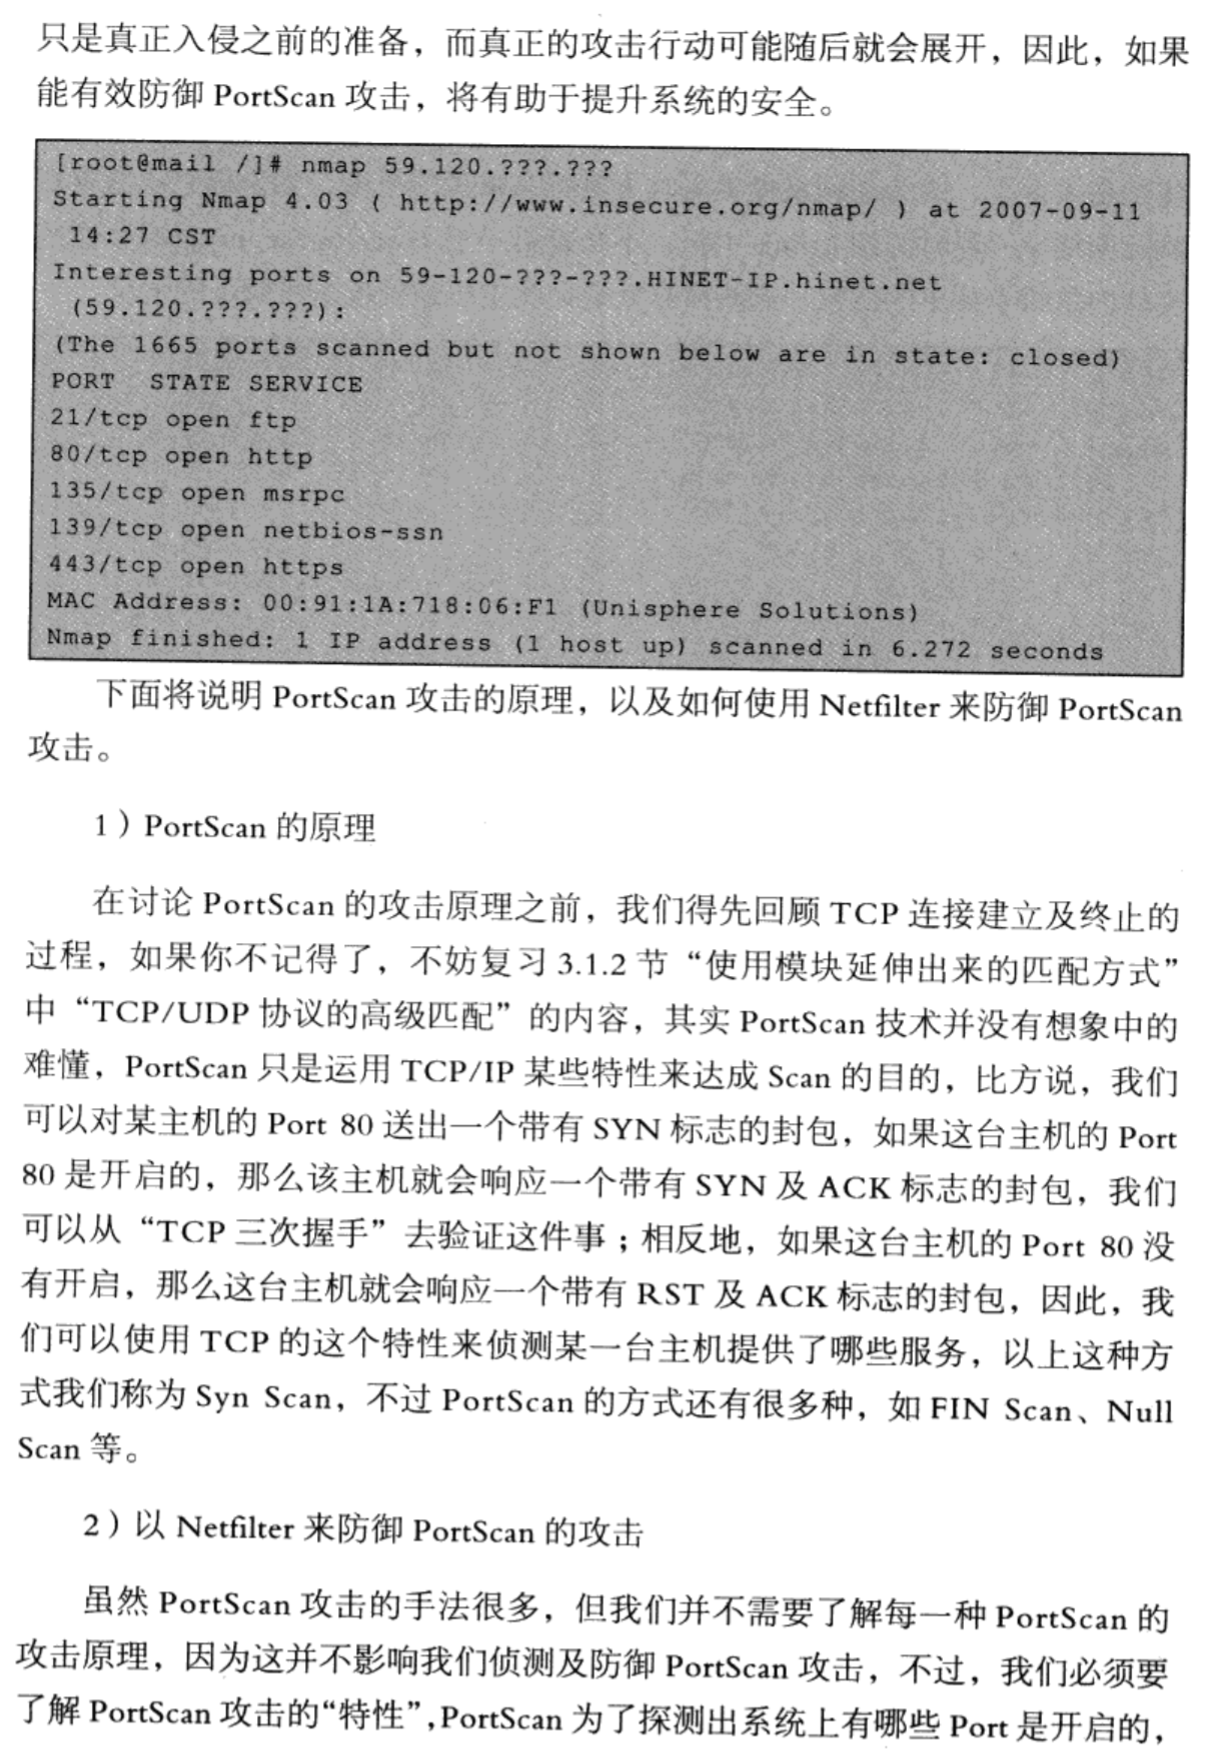 只是真正入侵之前的准备，而真正的攻击行动可能随后就会展开，因此，如果
能有效防御 PortScan 攻击，将有助于提升系统的安全。
[root@mail /]# nmap 59.120.???.???
Starting Nmap 4.03 ( http://www.insecure.org/nmap/ ) at 2007-09-11
14:27 CST
Interesting ports on 59-120-???-???.HINET-IP.hinet.net
(59.120.???.???):
(The 1665 ports scanned but not shown below are in state: closed)
PORT STATE SERVICE
21/tcp open ftp
80/tcp open http
135/tcp open msrpc
139/tcp open netbios-ssn
443/tcp open https
MAC Address: 00:91:1A:718:06:F1 (Unisphere Solutions)
Nmap finished: 1 IP address (1 host up) scanned in 6.272 seconds
下面将说明 PortScan 攻击的原理，以及如何使用 Netfilter 来防御 PortScan
攻击。
1）PortScan 的原理
在讨论 PortScan 的攻击原理之前，我们得先回顾 TCP 连接建立及终止的
过程，如果你不记得了，不妨复习 3.1.2 节“使用模块延伸出来的匹配方式”
中“TCP/UDP 协议的高级匹配”的内容，其实 PortScan 技术并没有想象中的
难懂，PortScan 只是运用 TCP/IP 某些特性来达成 Scan 的目的，比方说，我们
可以对某主机的 Port 80 送出一个带有 SYN 标志的封包，如果这台主机的 Port
80 是开启的，那么该主机就会响应一个带有 SYN 及 ACK 标志的封包，我们
可以从“TCP 三次握手”去验证这件事；相反地，如果这台主机的 Port 80 没
有开启，那么这台主机就会响应一个带有 RST 及 ACK 标志的封包，因此，我
们可以使用 TCP 的这个特性来侦测某一台主机提供了哪些服务，以上这种方
式我们称为 Syn Scan，不过 PortScan 的方式还有很多种，如 FIN Scan、Null
Scan 等。
2）以 Netfilter 来防御 PortScan 的攻击
虽然 PortScan 攻击的手法很多，但我们并不需要了解每一种 PortScan 的
攻击原理，因为这并不影响我们侦测及防御 PortScan 攻击，不过，我们必须要
了解 PortScan 攻击的“特性”，PortScan 为了探测出系统上有哪些 Port 是开启的，